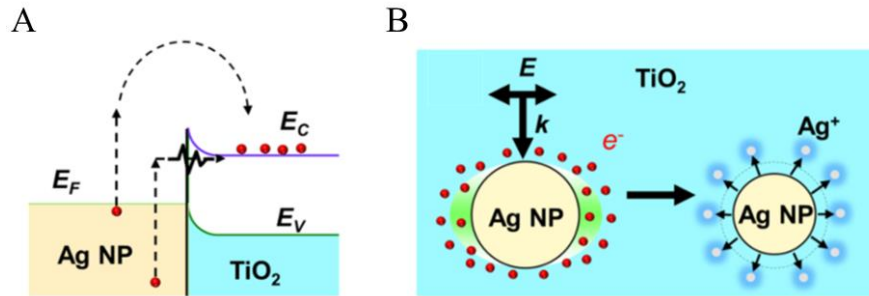 A
E_C
E_F
E_V
Ag NP
TiO₂
B
E
TiO₂
k
e⁻
Ag⁺
Ag NP
Ag NP